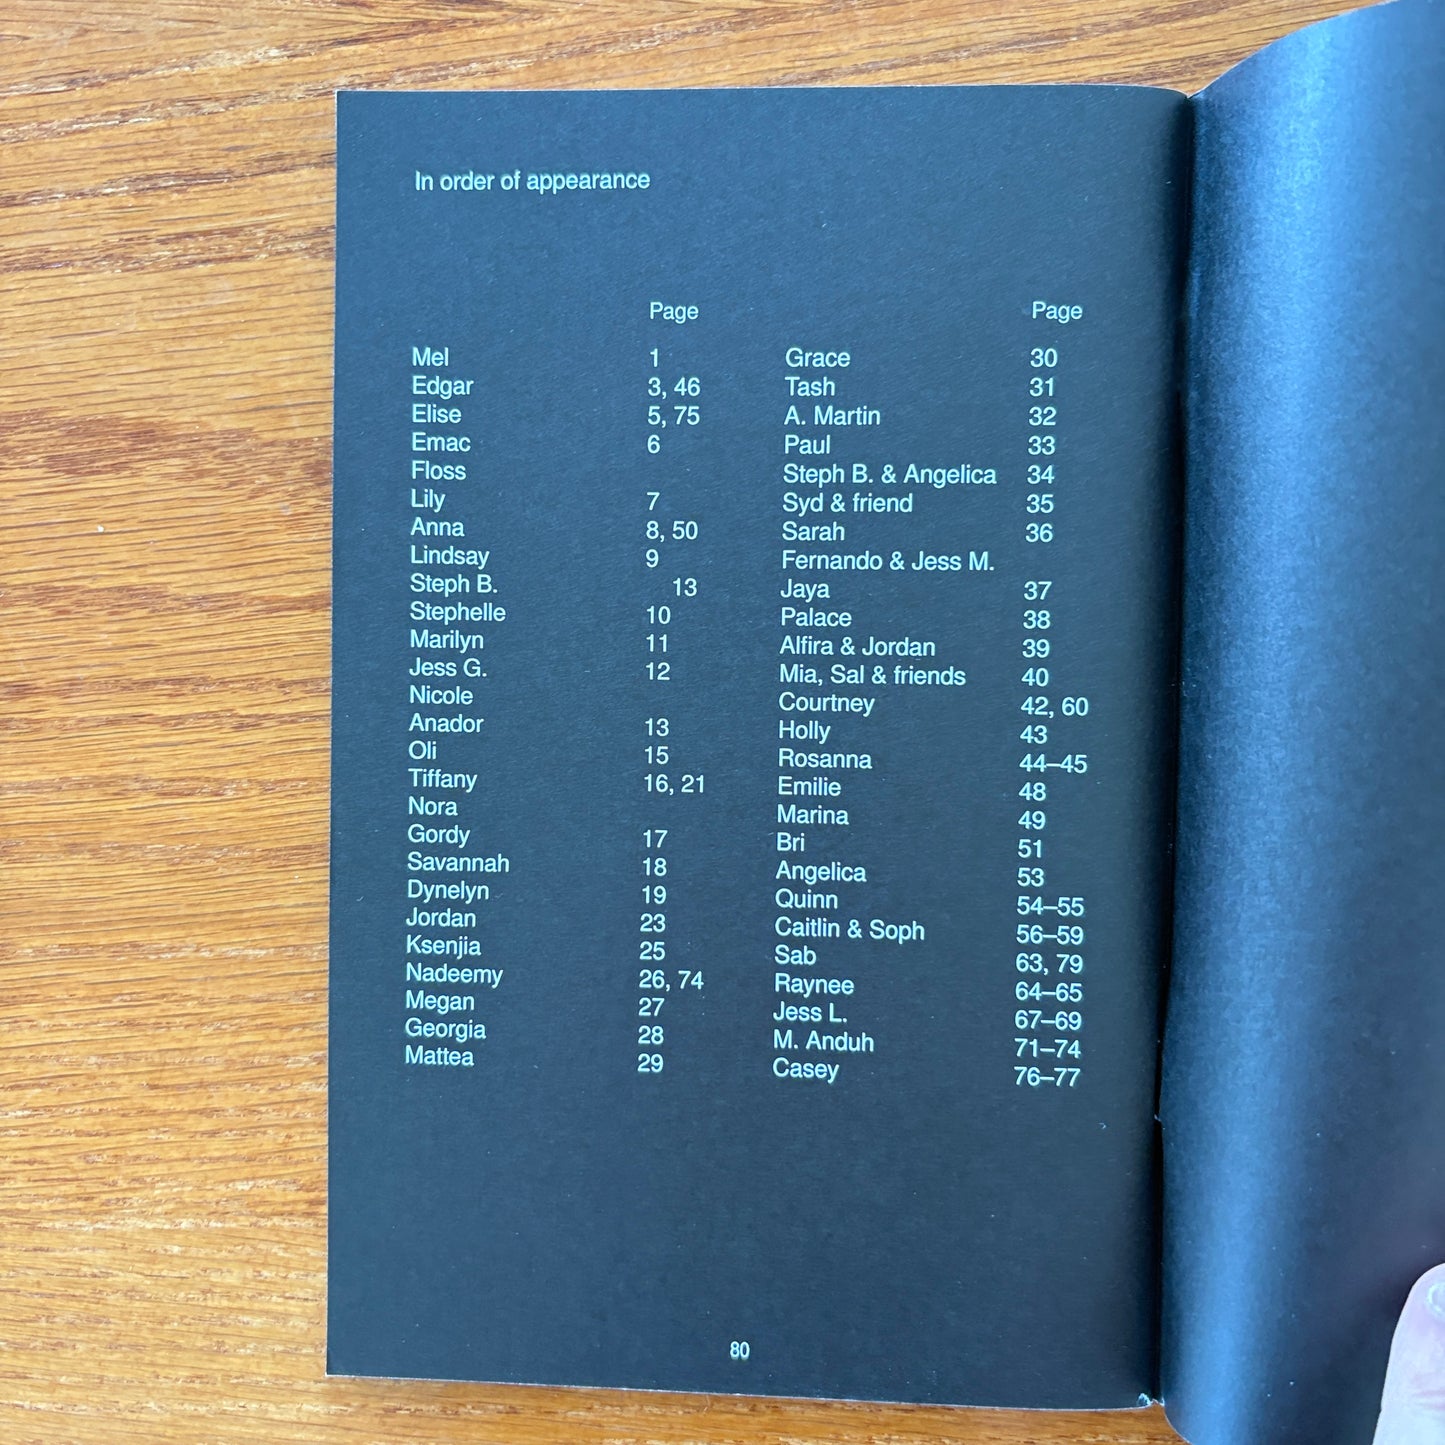 In order of appearance
Page
Mel 1
Edgar 3, 46
Elise 5, 75
Emac 6
Floss
Lily 7
Anna 8, 50
Lindsay 9
Steph B. 13
Stephelle 10
Marilyn 11
Jess G. 12
Nicole
Anador 13
Oli 15
Tiffany 16, 21
Nora
Gordy 17
Savannah 18
Dynelyn 19
Jordan 23
Ksenjia 25
Nadeemy 26, 74
Megan 27
Georgia 28
Mattea 29
Page
Grace 30
Tash 31
A. Martin 32
Paul 33
Steph B. & Angelica 34
Syd & friend 35
Sarah 36
Fernando & Jess M.
Jaya 37
Palace 38
Alfira & Jordan 39
Mia, Sal & friends 40
Courtney 42, 60
Holly 43
Rosanna 44–45
Emilie 48
Marina 49
Bri 51
Angelica 53
Quinn 54–55
Caitlin & Soph 56–59
Sab 63, 79
Raynee 64–65
Jess L. 67–69
M. Anduh 71–74
Casey 76–77
80